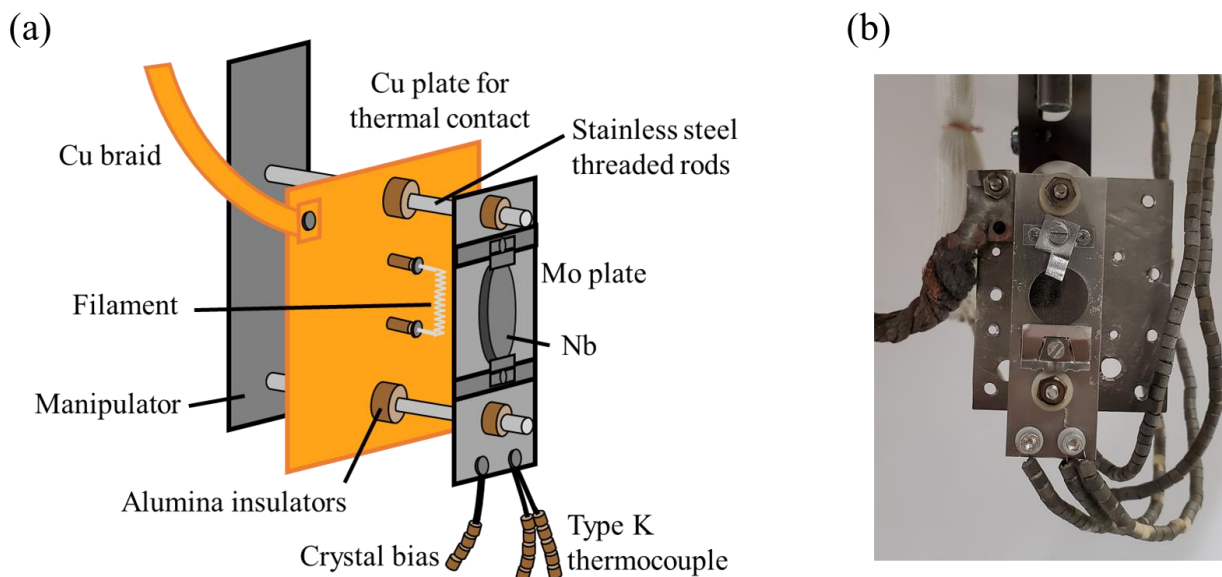 (a)
(b)
Cu plate for
thermal contact
Stainless steel
threaded rods
Cu braid
Mo plate
Filament
Nb
Manipulator
Alumina insulators
Crystal bias
Type K
thermocouple